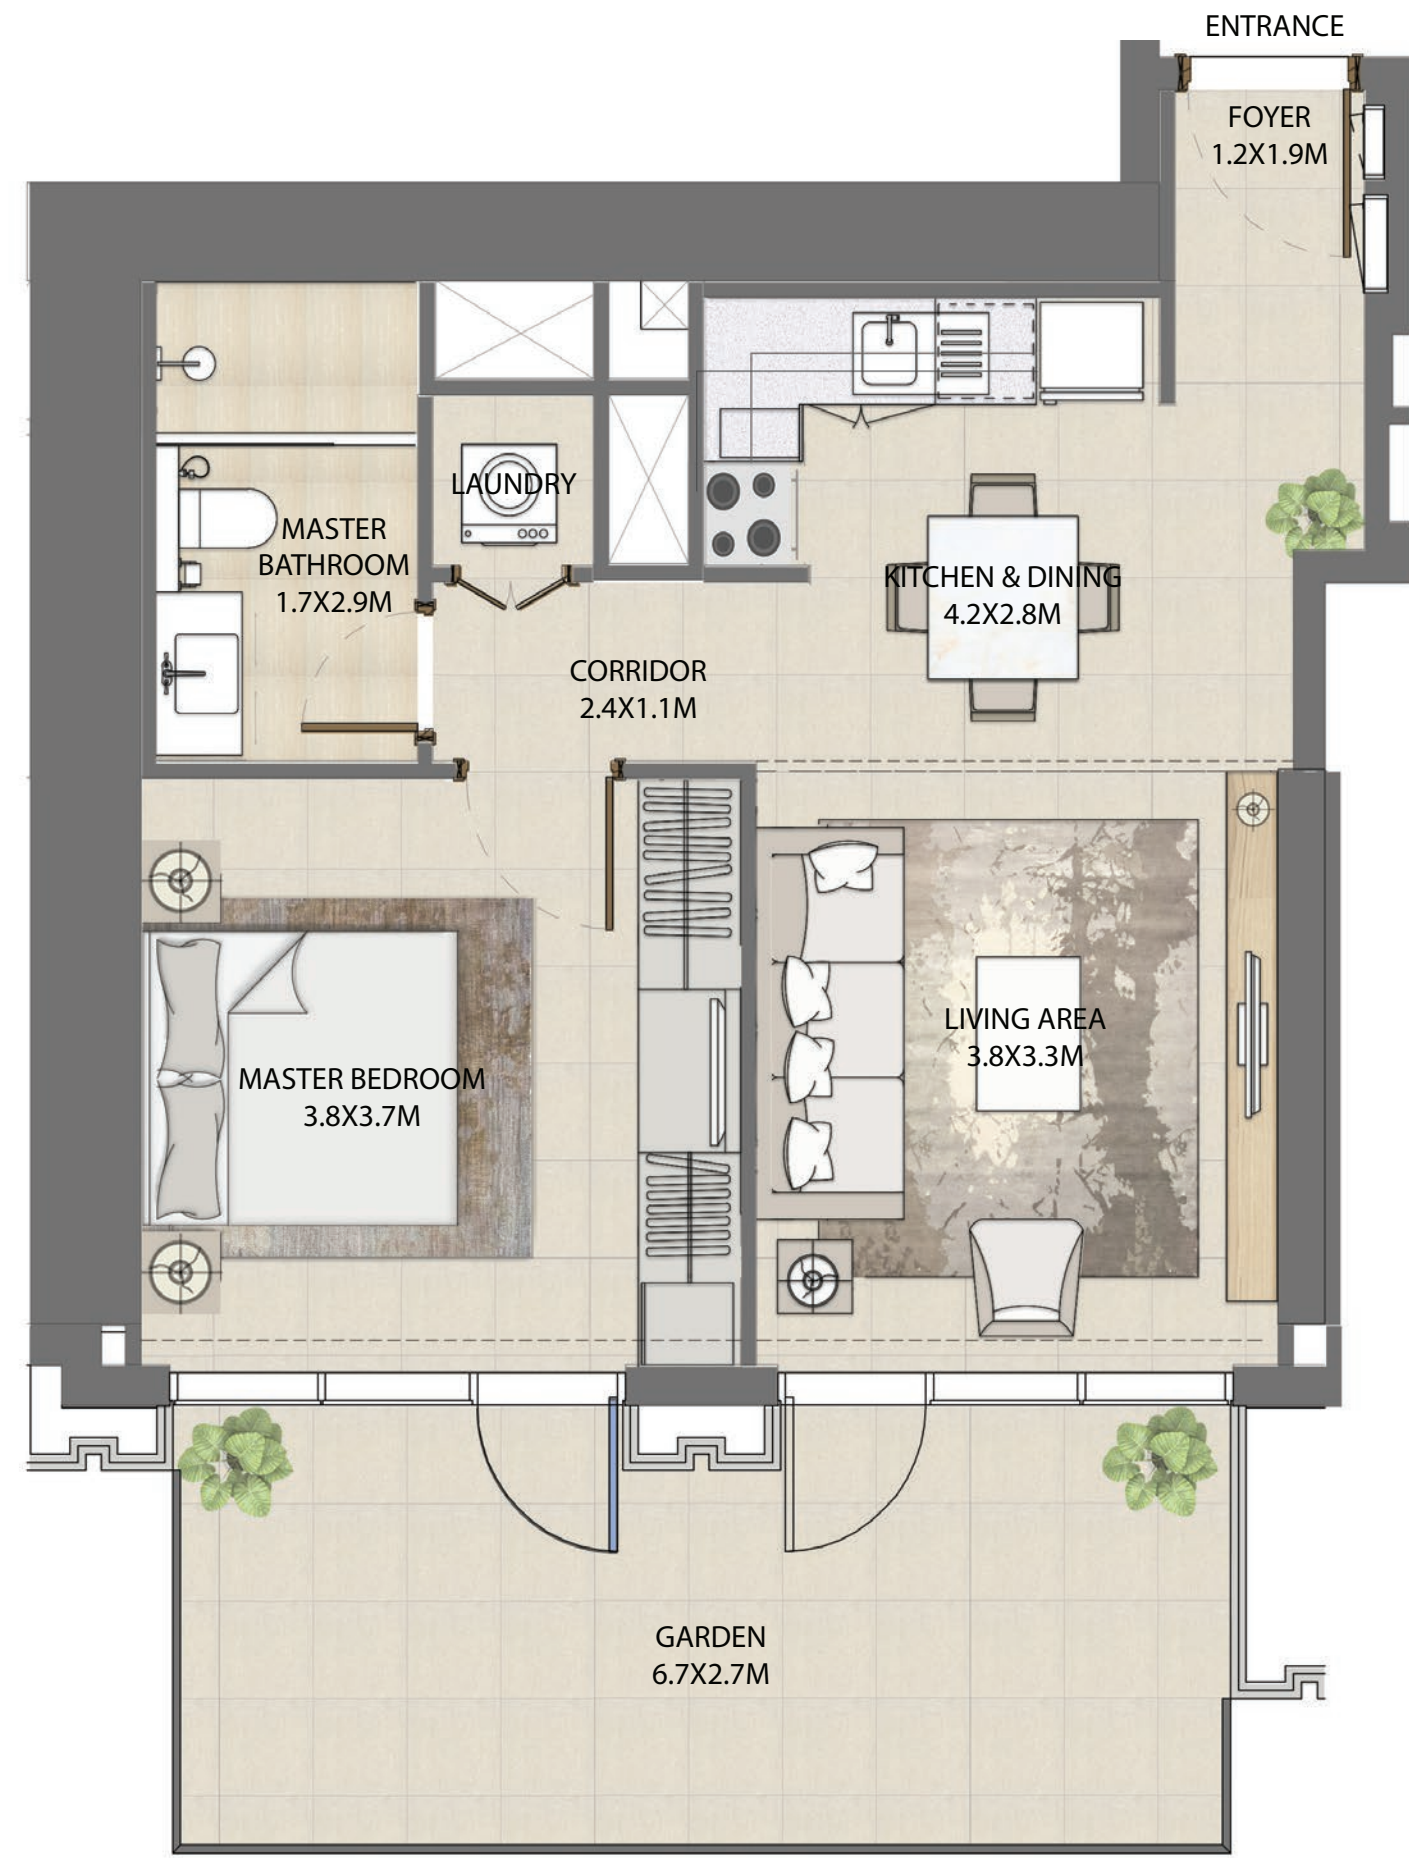 ENTRANCE
FOYER
1.2X1.9M
LAUNDRY
MASTER
BATHROOM
1.7X2.9M
KITCHEN & DINING
4.2X2.8M
CORRIDOR
2.4X1.1M
LIVING AREA
3.8X3.3M
MASTER BEDROOM
3.8X3.7M
GARDEN
6.7X2.7M